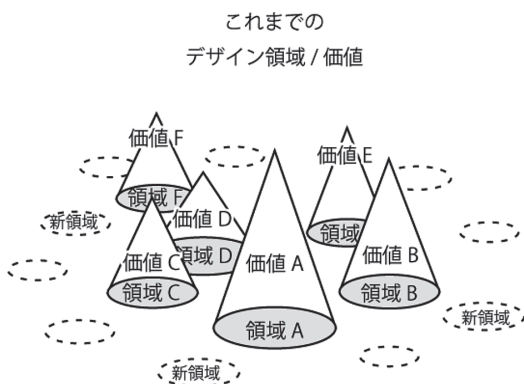 これまでの
デザイン領域 / 価値
価値 F
価値 E
領域 F
価値 D
新領域
領域
価値 C
領域 D
価値 A
価値 B
領域 C
領域 B
領域 A
新領域
新領域